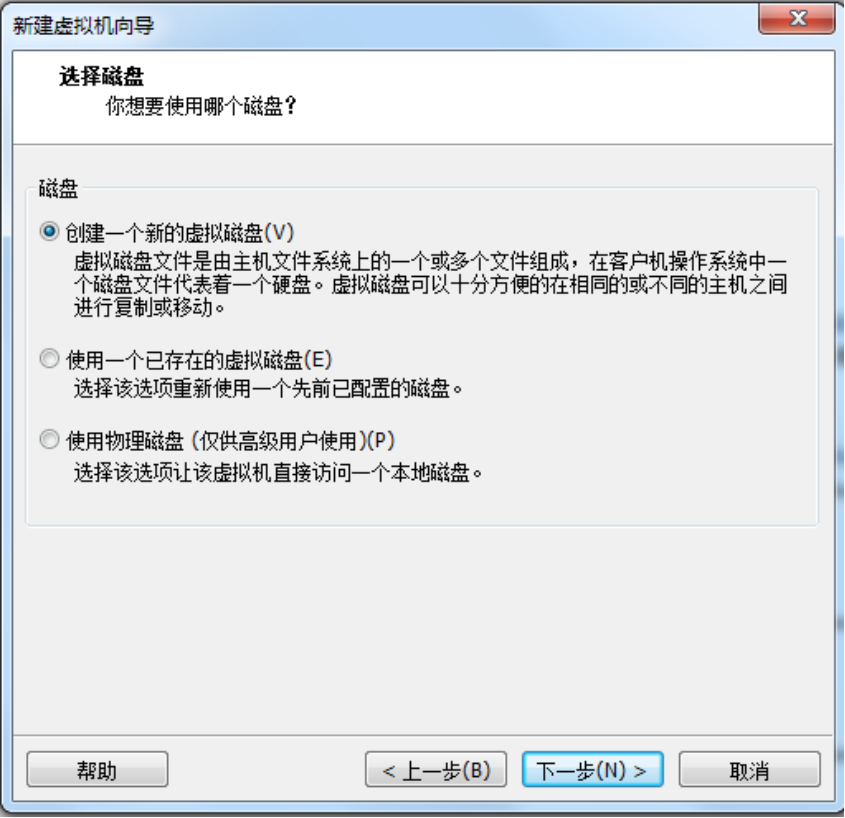 新建虚拟机向导
选择磁盘
你想要使用哪个磁盘?
磁盘
创建一个新的虚拟磁盘(V)
虚拟磁盘文件是由主机文件系统上的一个或多个文件组成，在客户机操作系统中一
个磁盘文件代表着一个硬盘。虚拟磁盘可以十分方便的在相同的或不同的主机之间
进行复制或移动。
使用一个已存在的虚拟磁盘(E)
选择该选项重新使用一个先前已配置的磁盘。
使用物理磁盘 (仅供高级用户使用)(P)
选择该选项让该虚拟机直接访问一个本地磁盘。
帮助
< 上一步(B)
下一步(N) >
取消